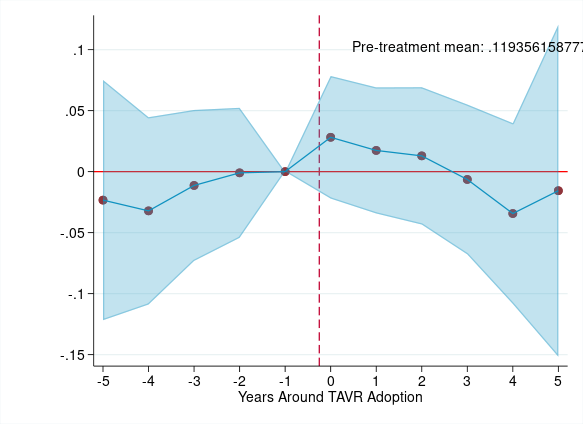 Pre-treatment mean: .119356158777
.1
.05
0
-.05
-.1
-.15
-5 -4 -3 -2 -1 0 1 2 3 4 5
Years Around TAVR Adoption